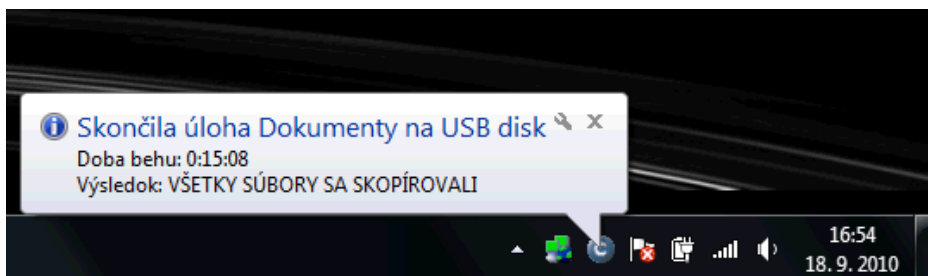 Skončila úloha Dokumenty na USB disk
Doba behu: 0:15:08
Výsledok: VŠETKY SÚBORY SA SKOPÍROVALI
16:54
18. 9. 2010